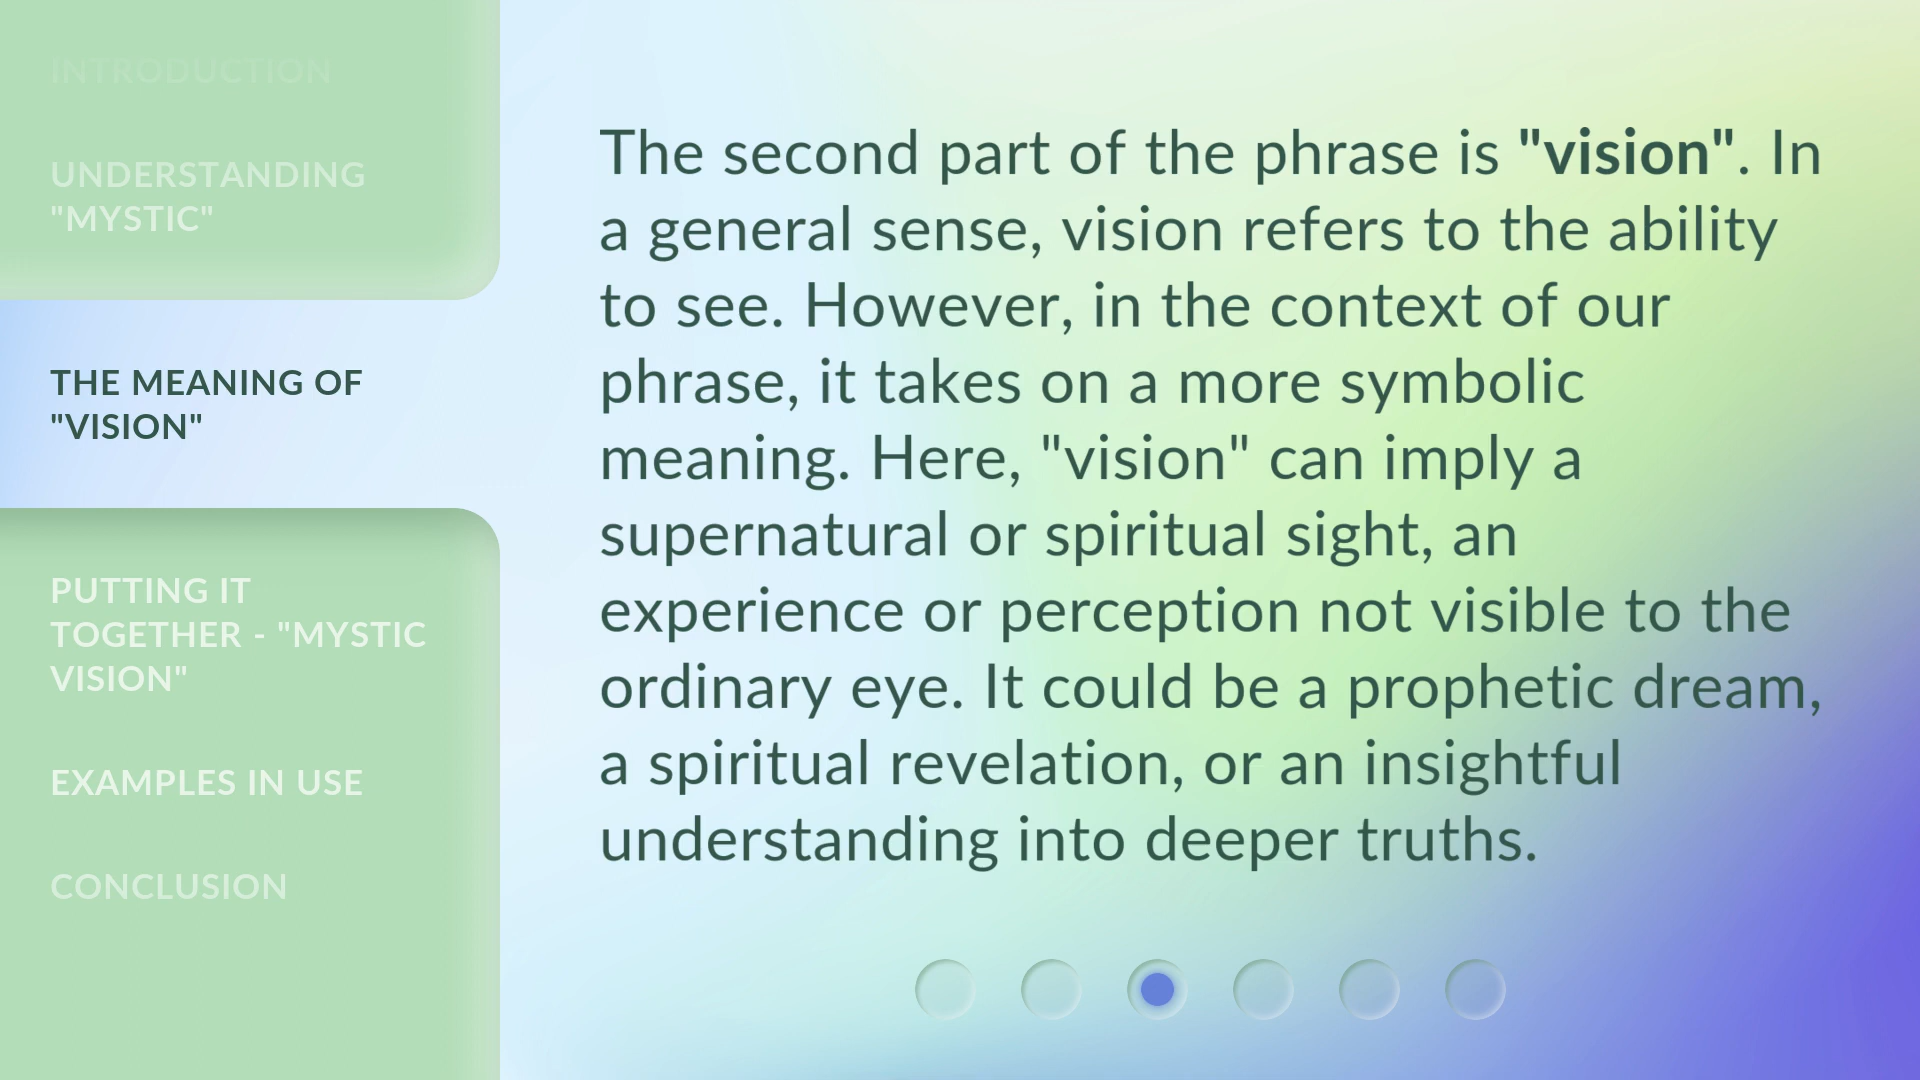 INTRODUCTION
UNDERSTANDING
"MYSTIC"
THE MEANING OF
"VISION"
PUTTING IT
TOGETHER - "MYSTIC
VISION"
EXAMPLES IN USE
CONCLUSION
The second part of the phrase is "vision". In
a general sense, vision refers to the ability
to see. However, in the context of our
phrase, it takes on a more symbolic
meaning. Here, "vision" can imply a
supernatural or spiritual sight, an
experience or perception not visible to the
ordinary eye. It could be a prophetic dream,
a spiritual revelation, or an insightful
understanding into deeper truths.